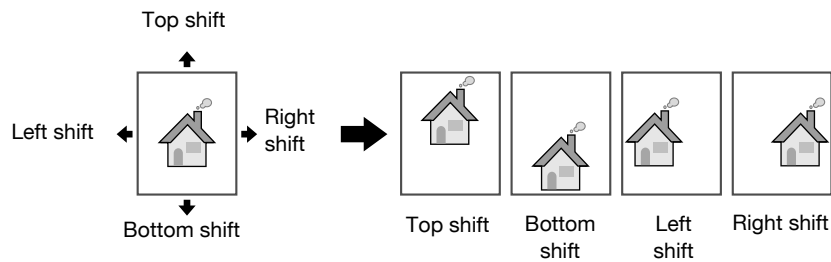 Top shift
Left shift
Right
shift
Bottom shift
Top shift
Bottom
shift
Left
shift
Right shift